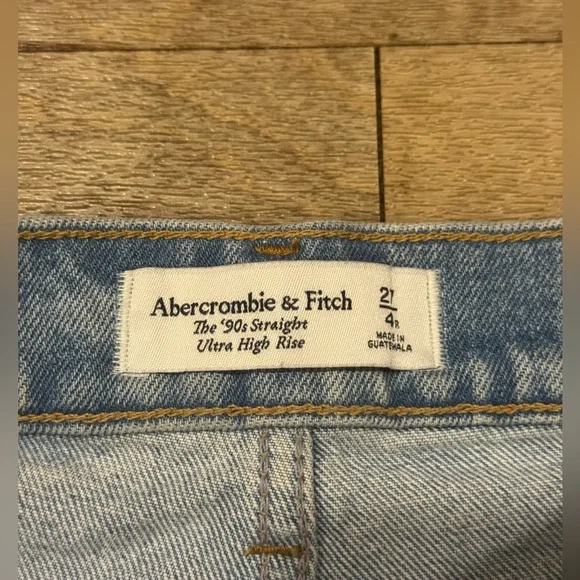 Abercrombie & Fitch
The '90s Straight
Ultra High Rise
27
4R
MADE IN
GUATEMALA